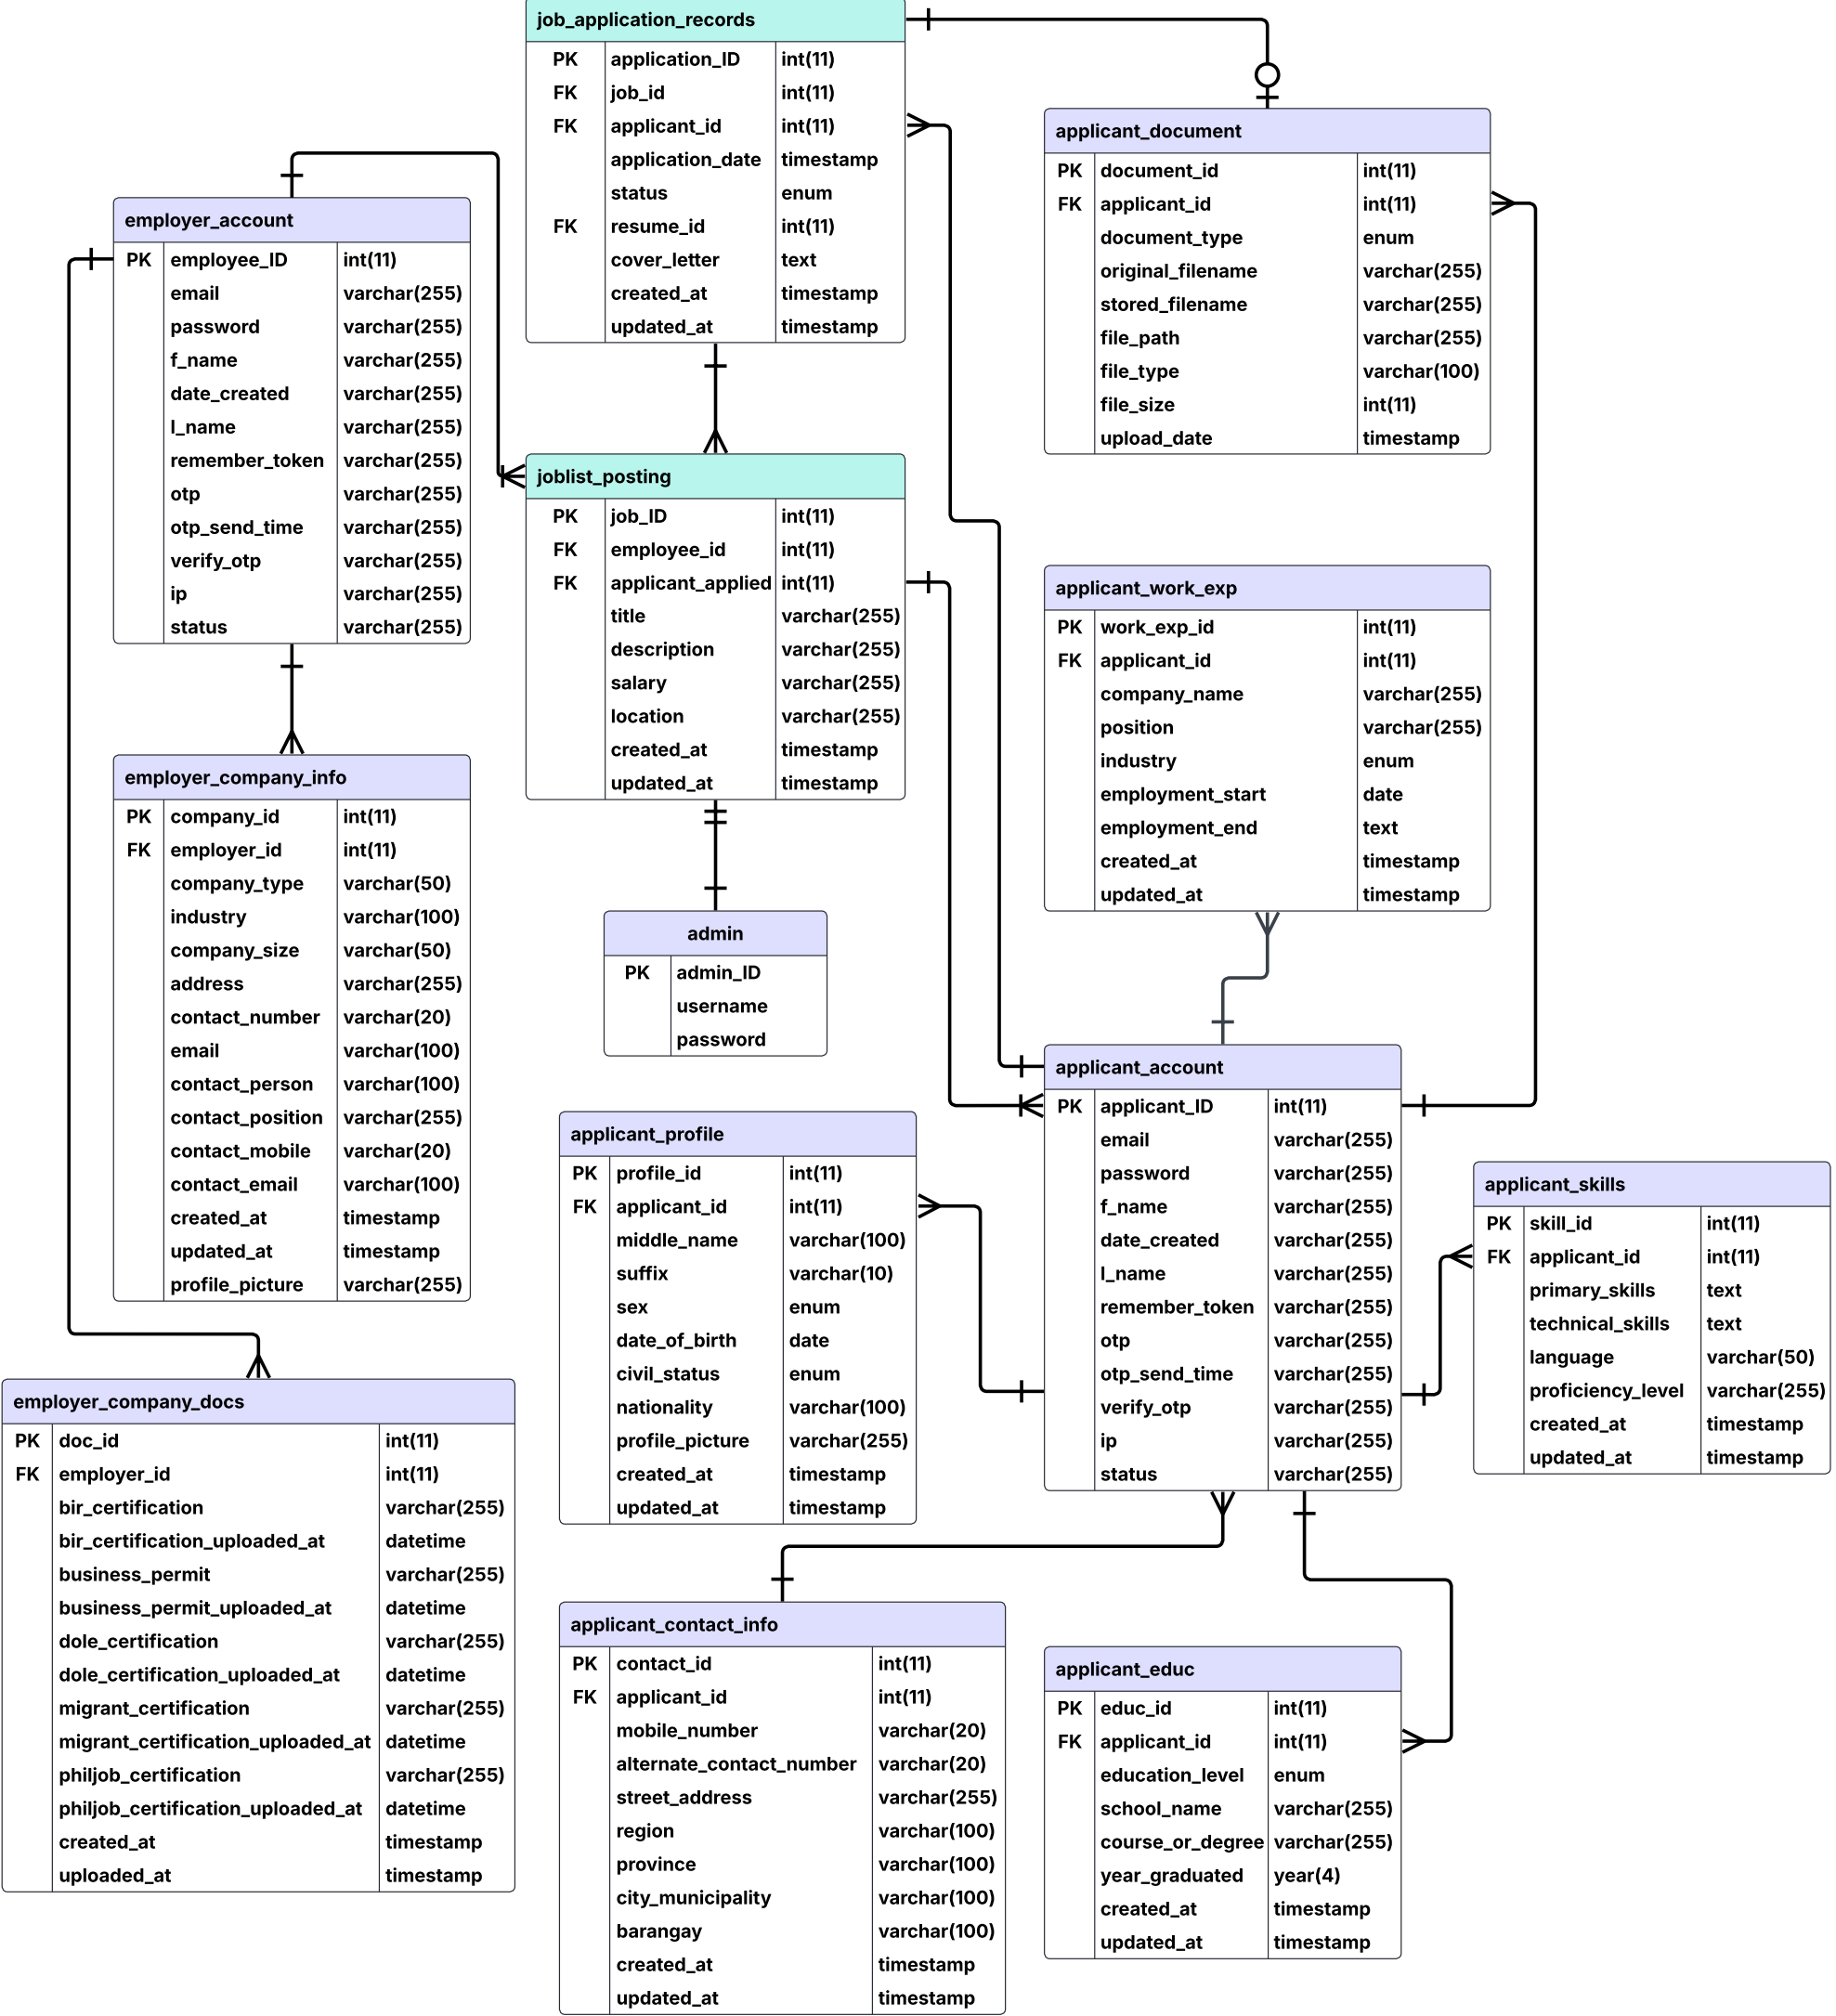 job_application_records
PK application_ID int(11)
FK job_id int(11)
FK applicant_id int(11)
application_date timestamp
status enum
FK resume_id int(11)
cover_letter text
created_at timestamp
updated_at timestamp
applicant_document
PK document_id int(11)
FK applicant_id int(11)
document_type enum
original_filename varchar(255)
stored_filename varchar(255)
file_path varchar(255)
file_type varchar(100)
file_size int(11)
upload_date timestamp
employer_account
PK employee_ID int(11)
email varchar(255)
password varchar(255)
f_name varchar(255)
date_created varchar(255)
l_name varchar(255)
remember_token varchar(255)
otp varchar(255)
otp_send_time varchar(255)
verify_otp varchar(255)
ip varchar(255)
status varchar(255)
joblist_posting
PK job_ID int(11)
FK employee_id int(11)
FK applicant_applied int(11)
title varchar(255)
description varchar(255)
salary varchar(255)
location varchar(255)
created_at timestamp
updated_at timestamp
applicant_work_exp
PK work_exp_id int(11)
FK applicant_id int(11)
company_name varchar(255)
position varchar(255)
industry enum
employment_start date
employment_end text
created_at timestamp
updated_at timestamp
employer_company_info
PK company_id int(11)
FK employer_id int(11)
company_type varchar(50)
industry varchar(100)
company_size varchar(50)
address varchar(255)
contact_number varchar(20)
email varchar(100)
contact_person varchar(100)
contact_position varchar(255)
contact_mobile varchar(20)
contact_email varchar(100)
created_at timestamp
updated_at timestamp
profile_picture varchar(255)
admin
PK admin_ID
username
password
applicant_account
PK applicant_ID int(11)
email varchar(255)
password varchar(255)
f_name varchar(255)
date_created varchar(255)
l_name varchar(255)
remember_token varchar(255)
otp varchar(255)
otp_send_time varchar(255)
verify_otp varchar(255)
ip varchar(255)
status varchar(255)
applicant_profile
PK profile_id int(11)
FK applicant_id int(11)
middle_name varchar(100)
suffix varchar(10)
sex enum
date_of_birth date
civil_status enum
nationality varchar(100)
profile_picture varchar(255)
created_at timestamp
updated_at timestamp
applicant_skills
PK skill_id int(11)
FK applicant_id int(11)
primary_skills text
technical_skills text
language varchar(50)
proficiency_level varchar(255)
created_at timestamp
updated_at timestamp
employer_company_docs
PK doc_id int(11)
FK employer_id int(11)
bir_certification varchar(255)
bir_certification_uploaded_at datetime
business_permit varchar(255)
business_permit_uploaded_at datetime
dole_certification varchar(255)
dole_certification_uploaded_at datetime
migrant_certification varchar(255)
migrant_certification_uploaded_at datetime
philjob_certification varchar(255)
philjob_certification_uploaded_at datetime
created_at timestamp
uploaded_at timestamp
applicant_contact_info
PK contact_id int(11)
FK applicant_id int(11)
mobile_number varchar(20)
alternate_contact_number varchar(20)
street_address varchar(255)
region varchar(100)
province varchar(100)
city_municipality varchar(100)
barangay varchar(100)
created_at timestamp
updated_at timestamp
applicant_educ
PK educ_id int(11)
FK applicant_id int(11)
education_level enum
school_name varchar(255)
course_or_degree varchar(255)
year_graduated year(4)
created_at timestamp
updated_at timestamp